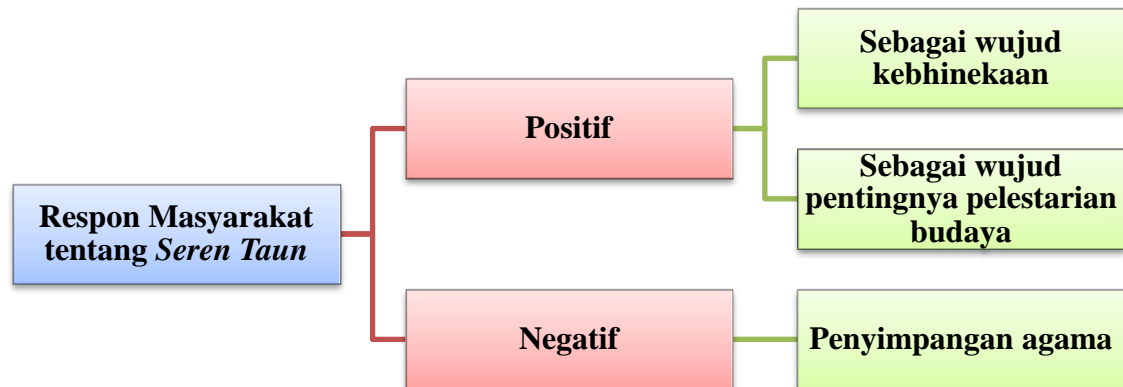 Respon Masyarakat
tentang Seren Taun
Positif
Sebagai wujud
kebhinekaan
Sebagai wujud
pentingnya pelestarian
budaya
Negatif
Penyimpangan agama